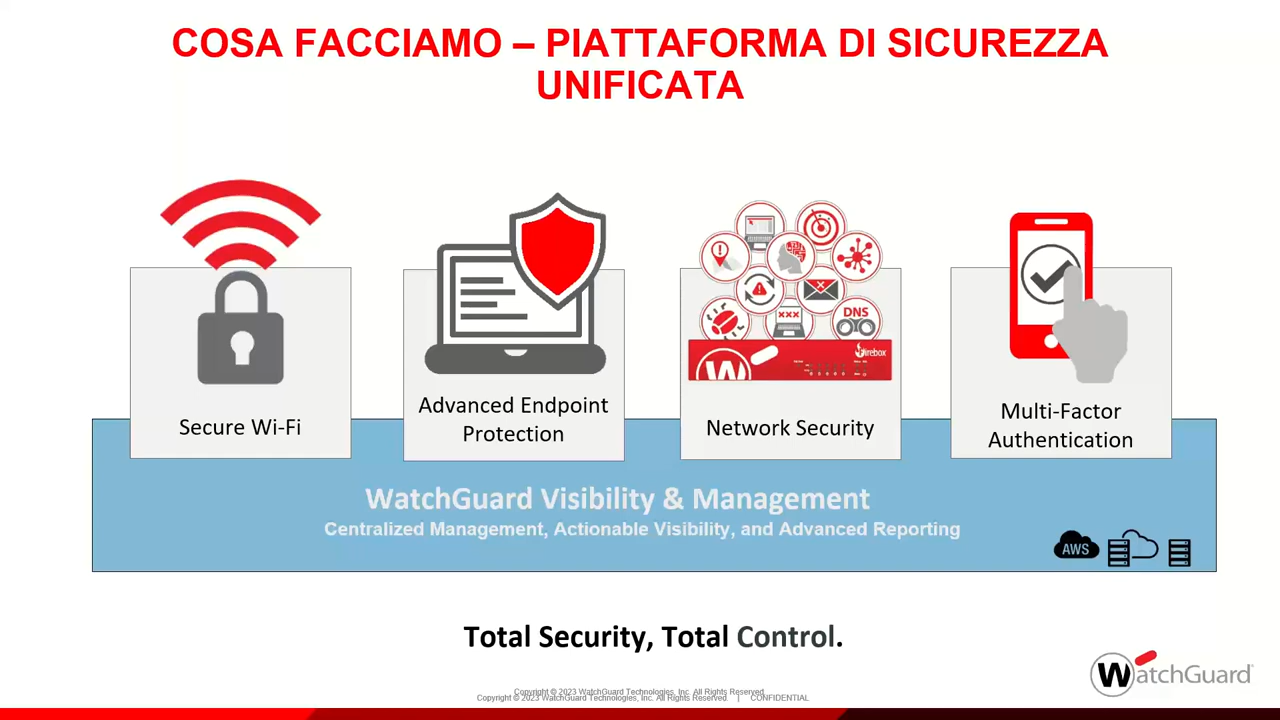 COSA FACCIAMO – PIATTAFORMA DI SICUREZZA
UNIFICATA
DNS
xxx
W
Firebox
Secure Wi-Fi
Advanced Endpoint
Protection
Network Security
Multi-Factor
Authentication
WatchGuard Visibility & Management
Centralized Management, Actionable Visibility, and Advanced Reporting
AWS
Total Security, Total Control.
WatchGuard
Copyright © 2023 WatchGuard Technologies, Inc. All Rights Reserved
Copyright © 2023 WatchGuard Technologies, Inc. All Rights Reserved. | CONFIDENTIAL